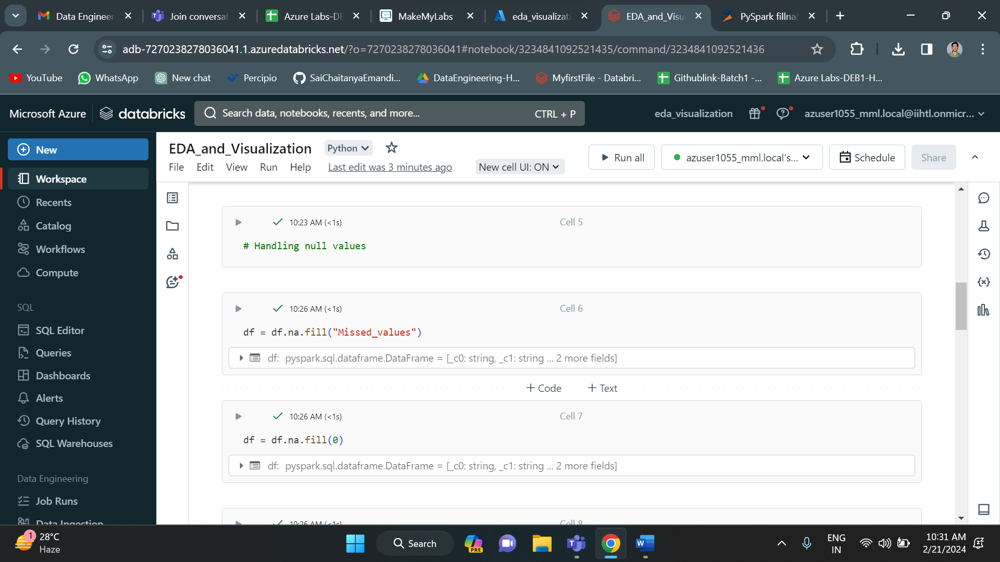 Data Engineer
Join conversat
Azure Labs-DE
MakeMyLabs
eda_visualizati
EDA_and_Visu
PySpark fillna(
adb-7270238278036041.1.azuredatabricks.net/?o=7270238278036041#notebook/3234841092521435/command/3234841092521436
YouTube
WhatsApp
New chat
Percipio
SaiChaitanyaEmandi...
DataEngineering-H...
MyfirstFile - Databri...
Githublink-Batch1 -...
Azure Labs-DEB1-H...
Microsoft Azure
databricks
Search data, notebooks, recents, and more...
CTRL + P
eda_visualization
azuser1055_mml.local@iihtl.onmicr...
New
Workspace
Recents
Catalog
Workflows
Compute
SQL
SQL Editor
Queries
Dashboards
Alerts
Query History
SQL Warehouses
Data Engineering
Job Runs
Data Ingestion
EDA_and_Visualization
Python
File Edit View Run Help
Last edit was 3 minutes ago
New cell UI: ON
Run all
azuser1055_mml.local's...
Schedule
Share
10:23 AM (<1s)
Cell 5
# Handling null values
10:26 AM (<1s)
Cell 6
df = df.na.fill("Missed_values")
df: pyspark.sql.dataframe.DataFrame = [_c0: string, _c1: string ... 2 more fields]
+ Code
+ Text
10:26 AM (<1s)
Cell 7
df = df.na.fill(0)
df: pyspark.sql.dataframe.DataFrame = [_c0: string, _c1: string ... 2 more fields]
10:26 AM (<1s)
Cell 8
1
28°C
Haze
Search
PRE
ENG
IN
10:31 AM
2/21/2024